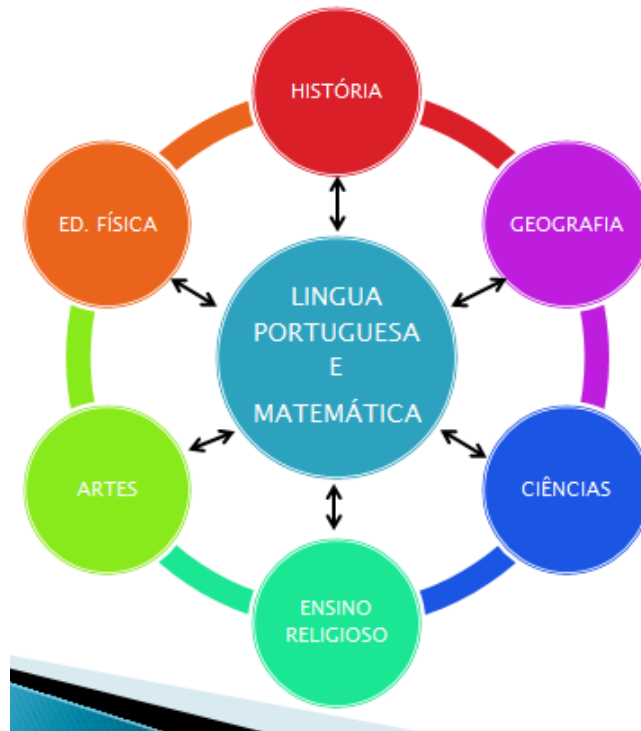 HISTÓRIA
ED. FÍSICA
GEOGRAFIA
LINGUA
PORTUGUESA
E
MATEMÁTICA
ARTES
CIÊNCIAS
ENSINO
RELIGIOSO